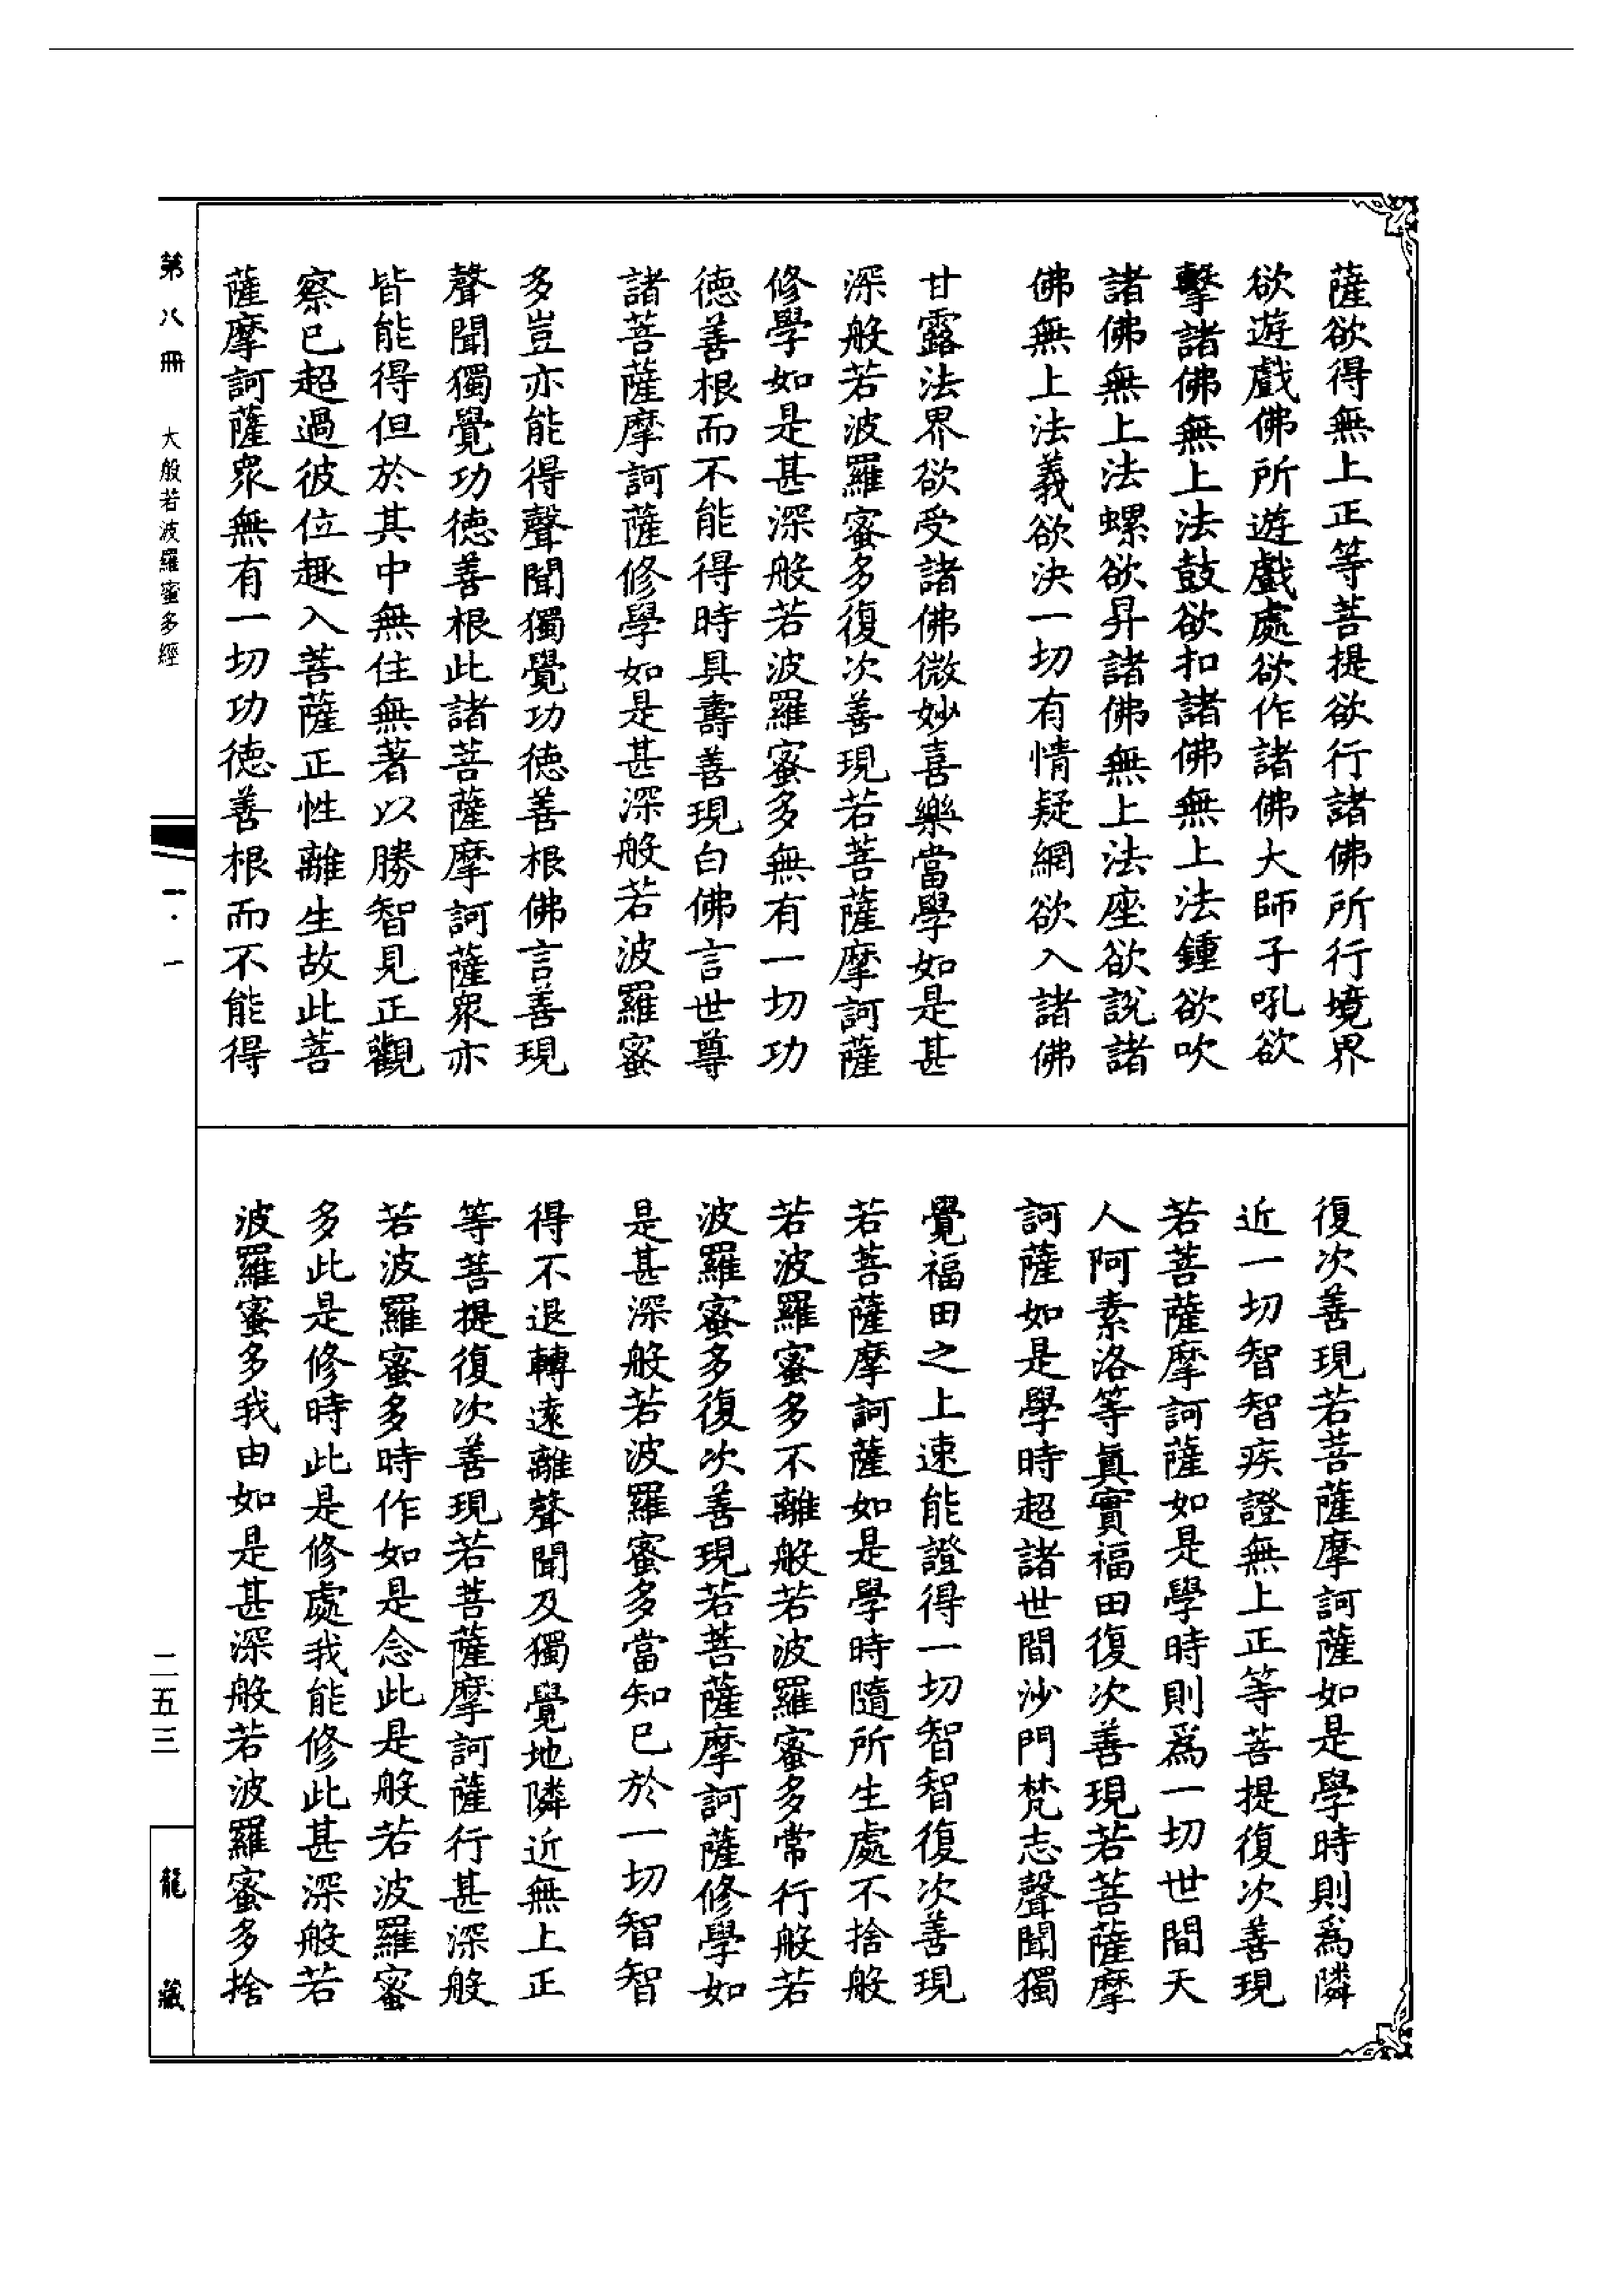 薩欲得無上正等菩提欲行諸佛所行境界
欲遊戲佛所遊戲處欲作諸佛大師子吼欲
擊諸佛無上法鼓欲扣諸佛無上法鍾欲吹
諸佛無上法螺欲昇諸佛無上法座欲說諸
佛無上法義欲決一切有情疑網欲入諸佛
甘露法界欲受諸佛微妙喜樂當學如是甚
深般若波羅蜜多復次善現若菩薩摩訶薩
修學如是甚深般若波羅蜜多無有一切功
德善根而不能得時具壽善現白佛言世尊
諸菩薩摩訶薩修學如是甚深般若波羅蜜
多豈亦能得聲聞獨覺功德善根佛言善現
聲聞獨覺功德善根此諸菩薩摩訶薩眾亦
皆能得但於其中無住無著以勝智見正觀
察已超過彼位趣入菩薩正性離生故此菩
薩摩訶薩眾無有一切功德善根而不能得
復次善現若菩薩摩訶薩如是學時則為隣
近一切智智疾證無上正等菩提復次善現
若菩薩摩訶薩如是學時則為一切世間天
人阿素洛等真實福田復次善現若菩薩摩
訶薩如是學時超諸世間沙門梵志聲聞獨
覺福田之上速能證得一切智智復次善現
若菩薩摩訶薩如是學時隨所生處不捨般
若波羅蜜多不離般若波羅蜜多常行般若
波羅蜜多復次善現若菩薩摩訶薩修學如
是甚深般若波羅蜜多當知已於一切智智
得不退轉遠離聲聞及獨覺地隣近無上正
等菩提復次善現若菩薩摩訶薩行甚深般
若波羅蜜多時作如是念此是般若波羅蜜
多此是修時此是修處我能修此甚深般若
波羅蜜多我由如是甚深般若波羅蜜多捨
第八冊 大般若波羅蜜多經 一·一
二五三
龍藏